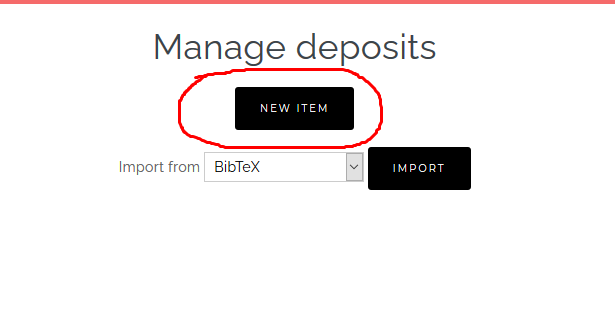 Manage deposits
NEW ITEM
Import from BibTeX IMPORT